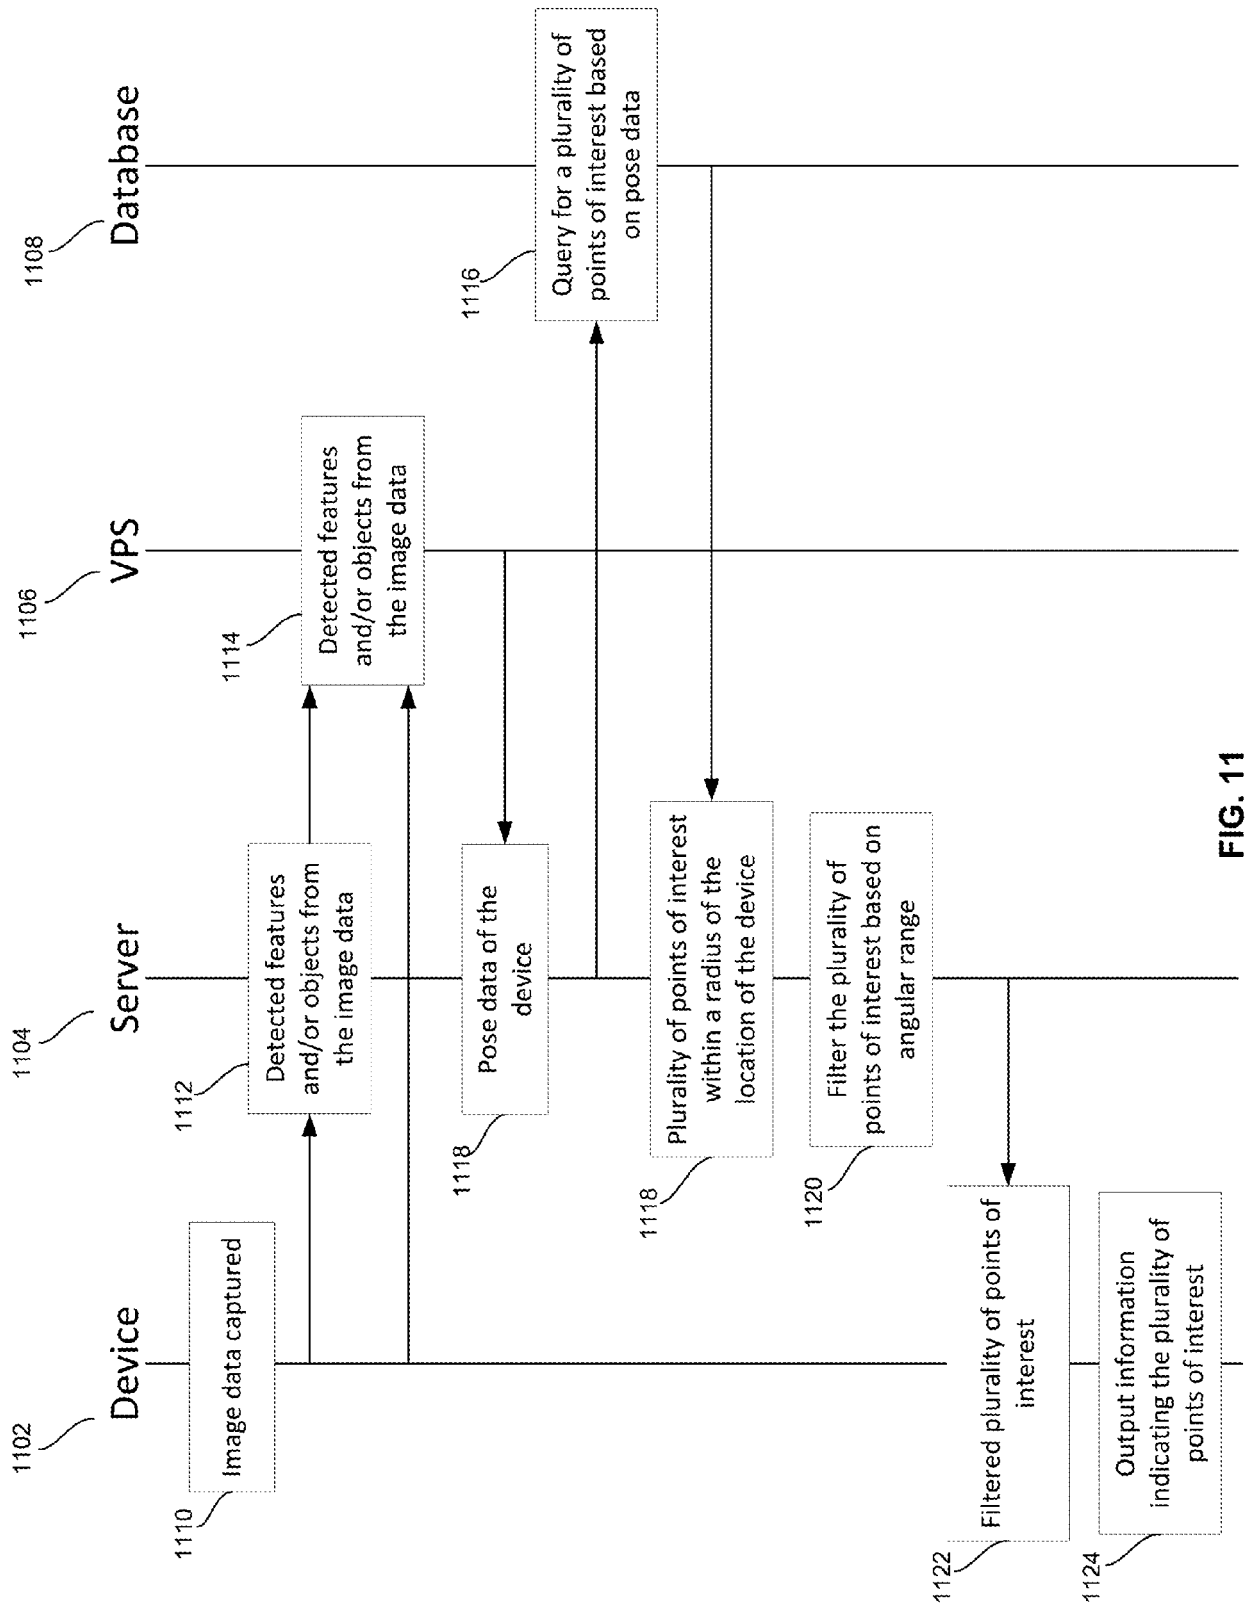 1102
Device
1104
Server
1106
VPS
1108
Database
1110
Image data captured
1112
Detected features
and/or objects from
the image data
1114
Detected features
and/or objects from
the image data
1118
Pose data of the
device
1116
Query for a plurality of
points of interest based
on pose data
1118
Plurality of points of interest
within a radius of the
location of the device
1120
Filter the plurality of
points of interest based on
angular range
1122
Filtered plurality of points of
interest
1124
Output information
indicating the plurality of
points of interest
FIG. 11